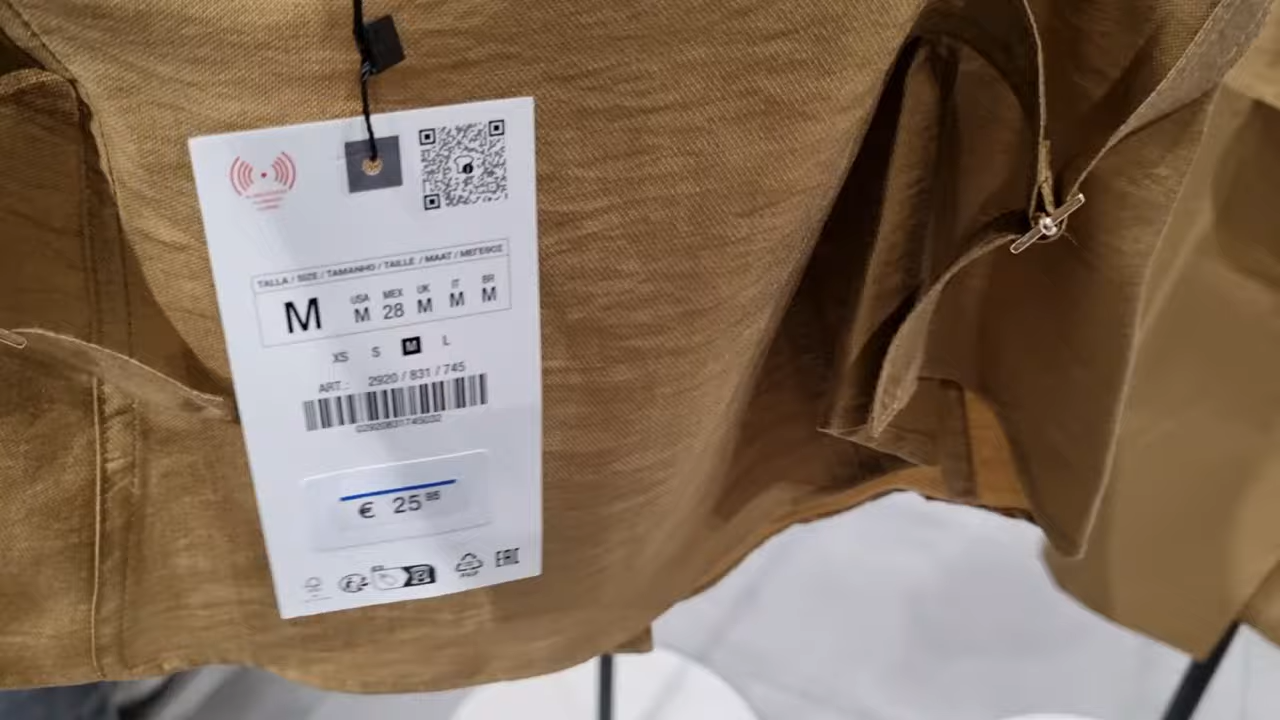 TALLA / SIZE / TAMANHO / TAILLE / MAAT / ΜΕΓΕΘΟΣ
M
USA MEX UK IT BR
M 28 M M M
XS S M L
ART.: 2920 / 831 / 745
02920831745032
€ 25 95
EAC